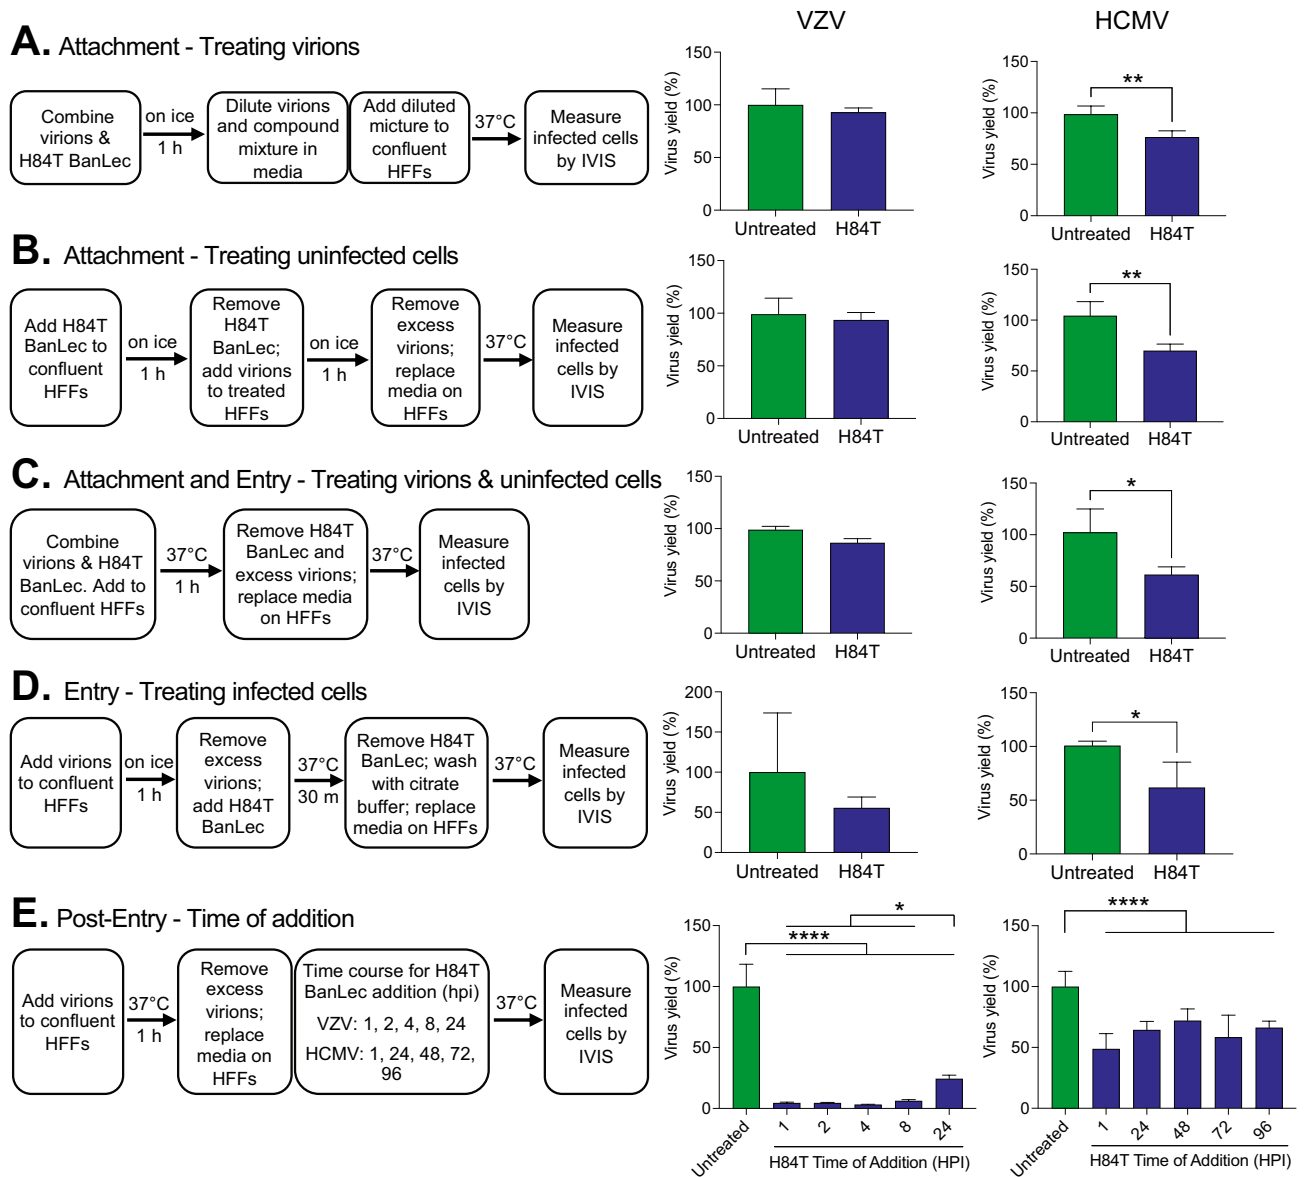 VZV
HCMV
A. Attachment - Treating virions
Combine
virions &
H84T BanLec
on ice
1 h
Dilute virions
and compound
mixture in
media
Add diluted
micture to
confluent
HFFs
37°C
Measure
infected cells
by IVIS
Virus yield (%)
150
100
50
0
Untreated
H84T
Virus yield (%)
150
100
50
0
**
Untreated
H84T
B. Attachment - Treating uninfected cells
Add H84T
BanLec to
confluent
HFFs
on ice
1 h
Remove
H84T
BanLec;
add virions
to treated
HFFs
on ice
1 h
Remove
excess
virions;
replace
media on
HFFs
37°C
Measure
infected
cells by
IVIS
Virus yield (%)
150
100
50
0
Untreated
H84T
Virus yield (%)
150
100
50
0
**
Untreated
H84T
C. Attachment and Entry - Treating virions & uninfected cells
Combine
virions & H84T
BanLec. Add to
confluent HFFs
37°C
1 h
Remove H84T
BanLec and
excess virions;
replace media
on HFFs
37°C
Measure
infected
cells by
IVIS
Virus yield (%)
150
100
50
0
Untreated
H84T
Virus yield (%)
150
100
50
0
*
Untreated
H84T
D. Entry - Treating infected cells
Add virions
to confluent
HFFs
on ice
1 h
Remove
excess
virions;
add H84T
BanLec
37°C
30 m
Remove H84T
BanLec; wash
with citrate
buffer; replace
media on HFFs
37°C
Measure
infected
cells by
IVIS
Virus yield (%)
200
150
100
50
0
Untreated
H84T
Virus yield (%)
150
100
50
0
*
Untreated
H84T
E. Post-Entry - Time of addition
Add virions
to confluent
HFFs
37°C
1 h
Remove
excess
virions;
replace
media on
HFFs
Time course for H84T
BanLec addition (hpi)
VZV: 1, 2, 4, 8, 24
HCMV: 1, 24, 48, 72,
96
37°C
Measure
infected
cells by
IVIS
Virus yield (%)
150
100
50
0
*
****
Untreated
1
2
4
8
24
H84T Time of Addition (HPI)
Virus yield (%)
150
100
50
0
****
Untreated
1
24
48
72
96
H84T Time of Addition (HPI)